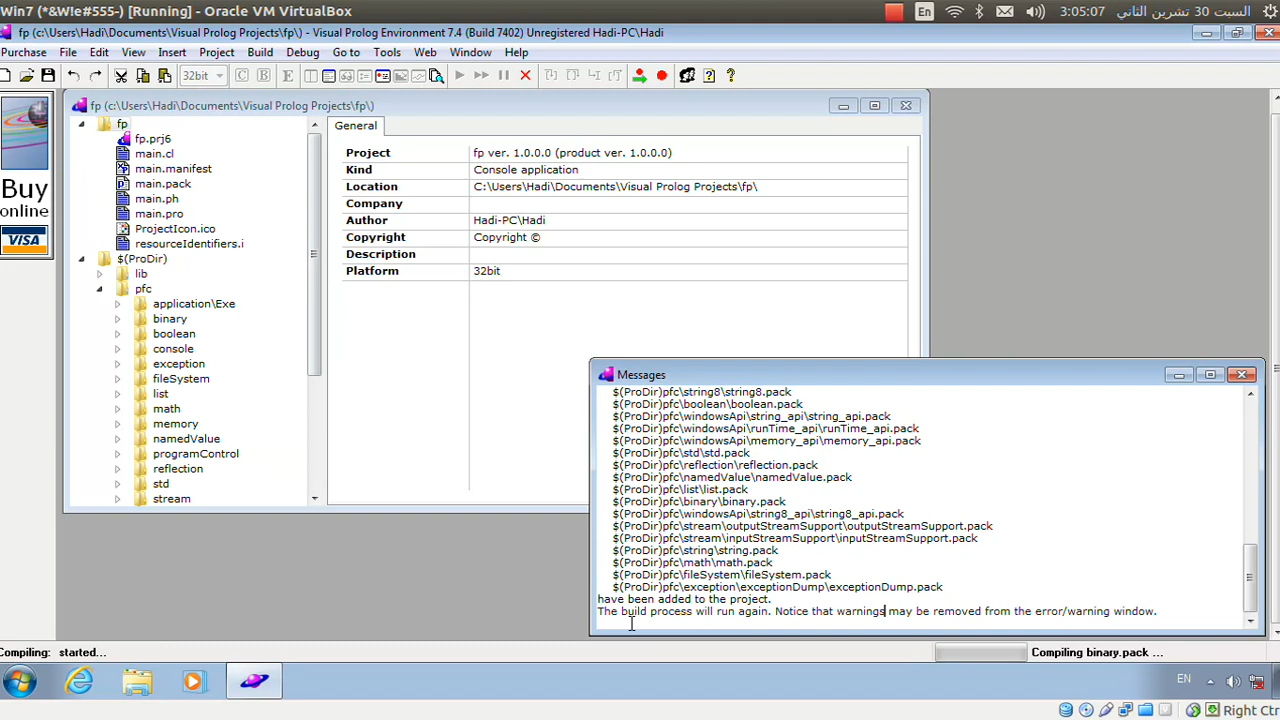 Win7 (*&W!e#555-) [Running] - Oracle VM VirtualBox
En
3:05:07 السبت 30 تشرين الثاني
fp (c:\Users\Hadi\Documents\Visual Prolog Projects\fp\) - Visual Prolog Environment 7.4 (Build 7402) Unregistered Hadi-PC\Hadi
Purchase File Edit View Insert Project Build Debug Go to Tools Web Window Help
32bit C B E
fp (c:\Users\Hadi\Documents\Visual Prolog Projects\fp\)
fp
fp.prj6
main.cl
main.manifest
main.pack
main.ph
main.pro
ProjectIcon.ico
resourceIdentifiers.i
$(ProDir)
lib
pfc
application\Exe
binary
boolean
console
exception
fileSystem
list
math
memory
namedValue
programControl
reflection
std
stream
General
Project fp ver. 1.0.0.0 (product ver. 1.0.0.0)
Kind Console application
Location C:\Users\Hadi\Documents\Visual Prolog Projects\fp\
Company
Author Hadi-PC\Hadi
Copyright Copyright ©
Description
Platform 32bit
Buy
online
VISA
Messages
$(ProDir)pfc\string8\string8.pack
$(ProDir)pfc\boolean\boolean.pack
$(ProDir)pfc\windowsApi\string_api\string_api.pack
$(ProDir)pfc\windowsApi\runTime_api\runTime_api.pack
$(ProDir)pfc\windowsApi\memory_api\memory_api.pack
$(ProDir)pfc\std\std.pack
$(ProDir)pfc\reflection\reflection.pack
$(ProDir)pfc\namedValue\namedValue.pack
$(ProDir)pfc\list\list.pack
$(ProDir)pfc\binary\binary.pack
$(ProDir)pfc\windowsApi\string8_api\string8_api.pack
$(ProDir)pfc\stream\outputStreamSupport\outputStreamSupport.pack
$(ProDir)pfc\stream\inputStreamSupport\inputStreamSupport.pack
$(ProDir)pfc\string\string.pack
$(ProDir)pfc\math\math.pack
$(ProDir)pfc\fileSystem\fileSystem.pack
$(ProDir)pfc\exception\exceptionDump\exceptionDump.pack
have been added to the project.
The build process will run again. Notice that warnings may be removed from the error/warning window.
Compiling: started...
Compiling binary.pack ...
EN
Right Ctrl